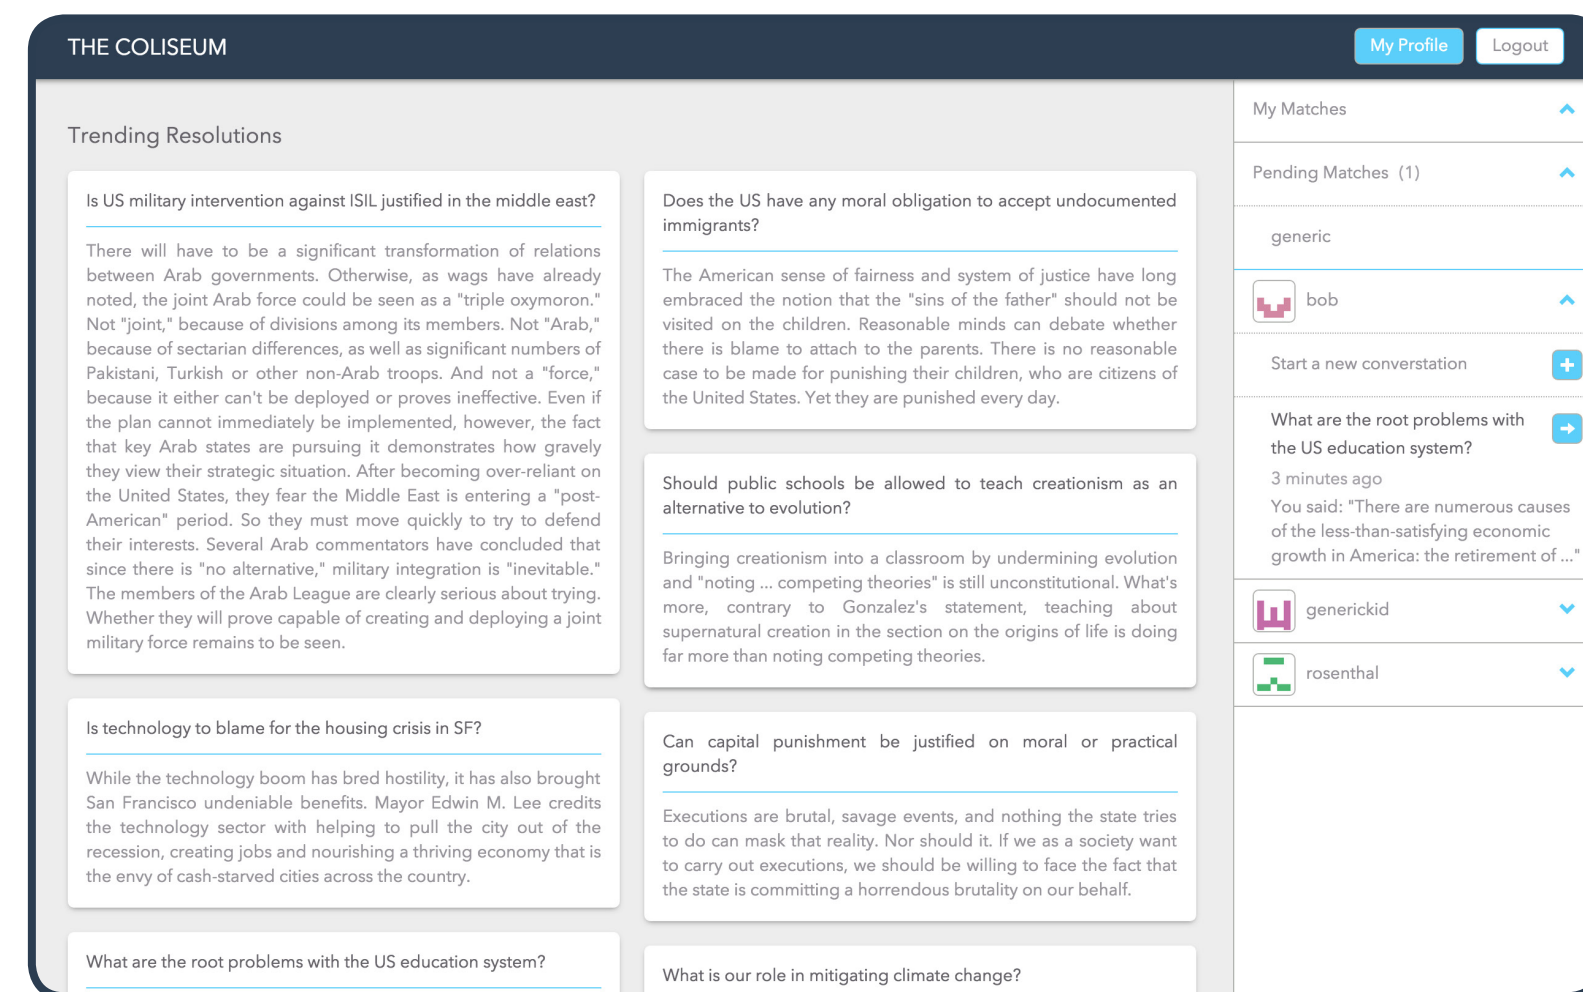 THE COLISEUM
My Profile
Logout
Trending Resolutions
Is US military intervention against ISIL justified in the middle east?
There will have to be a significant transformation of relations
between Arab governments. Otherwise, as wags have already
noted, the joint Arab force could be seen as a "triple oxymoron."
Not "joint," because of divisions among its members. Not "Arab,"
because of sectarian differences, as well as significant numbers of
Pakistani, Turkish or other non-Arab troops. And not a "force,"
because it either can't be deployed or proves ineffective. Even if
the plan cannot immediately be implemented, however, the fact
that key Arab states are pursuing it demonstrates how gravely
they view their strategic situation. After becoming over-reliant on
the United States, they fear the Middle East is entering a "post-
American" period. So they must move quickly to try to defend
their interests. Several Arab commentators have concluded that
since there is "no alternative," military integration is "inevitable."
The members of the Arab League are clearly serious about trying.
Whether they will prove capable of creating and deploying a joint
military force remains to be seen.
Is technology to blame for the housing crisis in SF?
While the technology boom has bred hostility, it has also brought
San Francisco undeniable benefits. Mayor Edwin M. Lee credits
the technology sector with helping to pull the city out of the
recession, creating jobs and nourishing a thriving economy that is
the envy of cash-starved cities across the country.
What are the root problems with the US education system?
Does the US have any moral obligation to accept undocumented
immigrants?
The American sense of fairness and system of justice have long
embraced the notion that the "sins of the father" should not be
visited on the children. Reasonable minds can debate whether
there is blame to attach to the parents. There is no reasonable
case to be made for punishing their children, who are citizens of
the United States. Yet they are punished every day.
Should public schools be allowed to teach creationism as an
alternative to evolution?
Bringing creationism into a classroom by undermining evolution
and "noting ... competing theories" is still unconstitutional. What's
more, contrary to Gonzalez's statement, teaching about
supernatural creation in the section on the origins of life is doing
far more than noting competing theories.
Can capital punishment be justified on moral or practical
grounds?
Executions are brutal, savage events, and nothing the state tries
to do can mask that reality. Nor should it. If we as a society want
to carry out executions, we should be willing to face the fact that
the state is committing a horrendous brutality on our behalf.
What is our role in mitigating climate change?
My Matches
Pending Matches (1)
generic
bob
Start a new converstation
What are the root problems with
the US education system?
3 minutes ago
You said: "There are numerous causes
of the less-than-satisfying economic
growth in America: the retirement of ..."
generickid
rosenthal